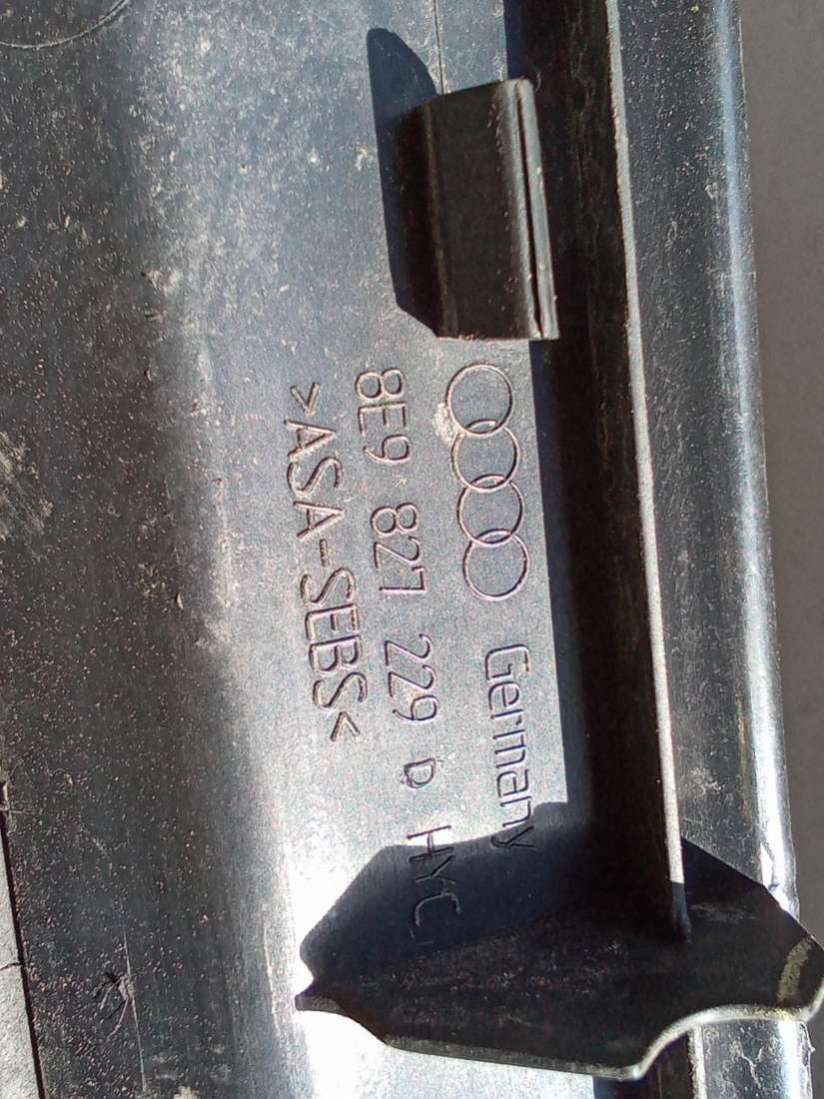 Germany
8E9 827 229 D HYC
>ASA-SEBS<